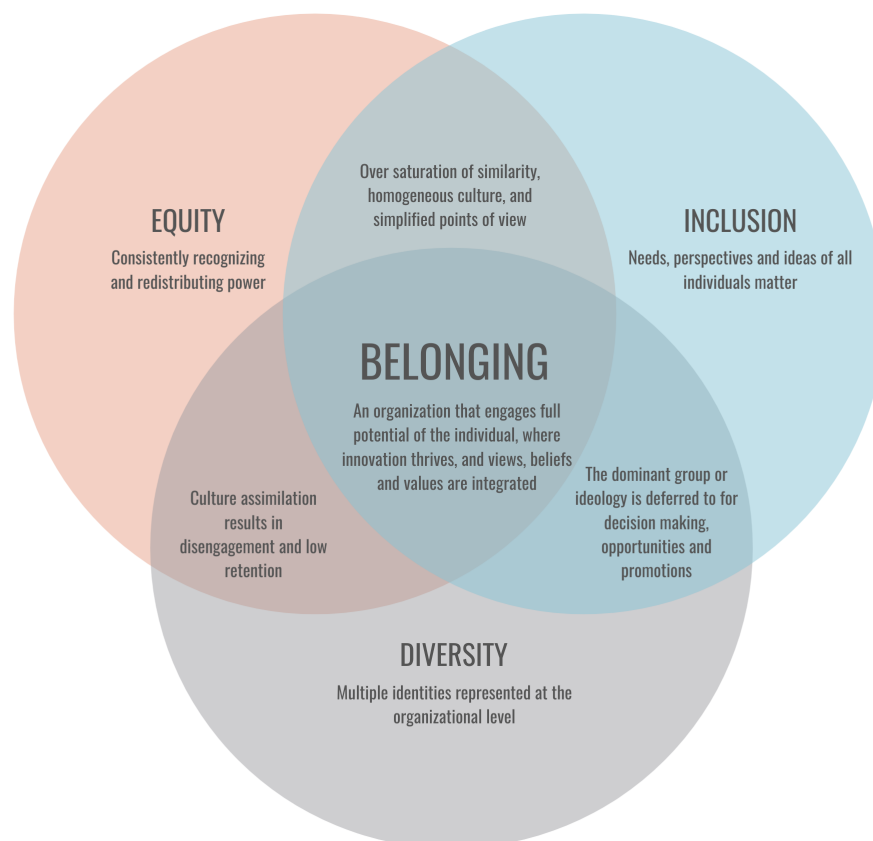 Over saturation of similarity,
homogeneous culture, and
simplified points of view
EQUITY
Consistently recognizing
and redistributing power
INCLUSION
Needs, perspectives and ideas of all
individuals matter
BELONGING
An organization that engages full
potential of the individual, where
innovation thrives, and views, beliefs
and values are integrated
Culture assimilation
results in
disengagement and low
retention
The dominant group or
ideology is deferred to for
decision making,
opportunities and
promotions
DIVERSITY
Multiple identities represented at the
organizational level